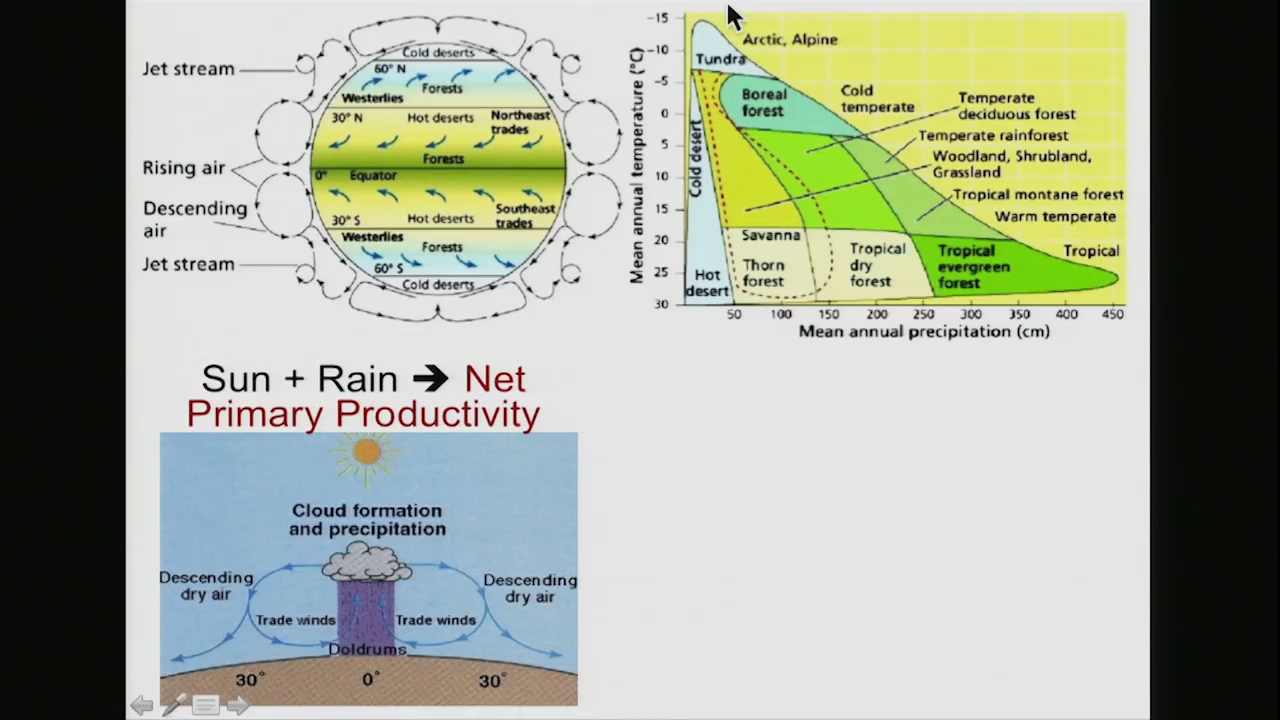 Cold deserts
60° N
Jet stream
Forests
Westerlies
30° N
Hot deserts
Northeast
trades
Forests
Rising air
0°
Equator
Descending
air
30° S
Hot deserts
Southeast
trades
Westerlies
Forests
Jet stream
60° S
Cold deserts
Mean annual temperature (°C)
-15
-10
-5
0
5
10
15
20
25
30
50
100
150
200
250
300
350
400
450
Mean annual precipitation (cm)
Arctic, Alpine
Tundra
Boreal
forest
Cold
temperate
Temperate
deciduous forest
Temperate rainforest
Woodland, Shrubland,
Grassland
Cold desert
Tropical montane forest
Warm temperate
Savanna
Tropical
dry
forest
Tropical
evergreen
forest
Tropical
Thorn
forest
Hot
desert
Sun + Rain ➔ Net
Primary Productivity
Cloud formation
and precipitation
Descending
dry air
Descending
dry air
Trade winds
Trade winds
Doldrums
30°
0°
30°